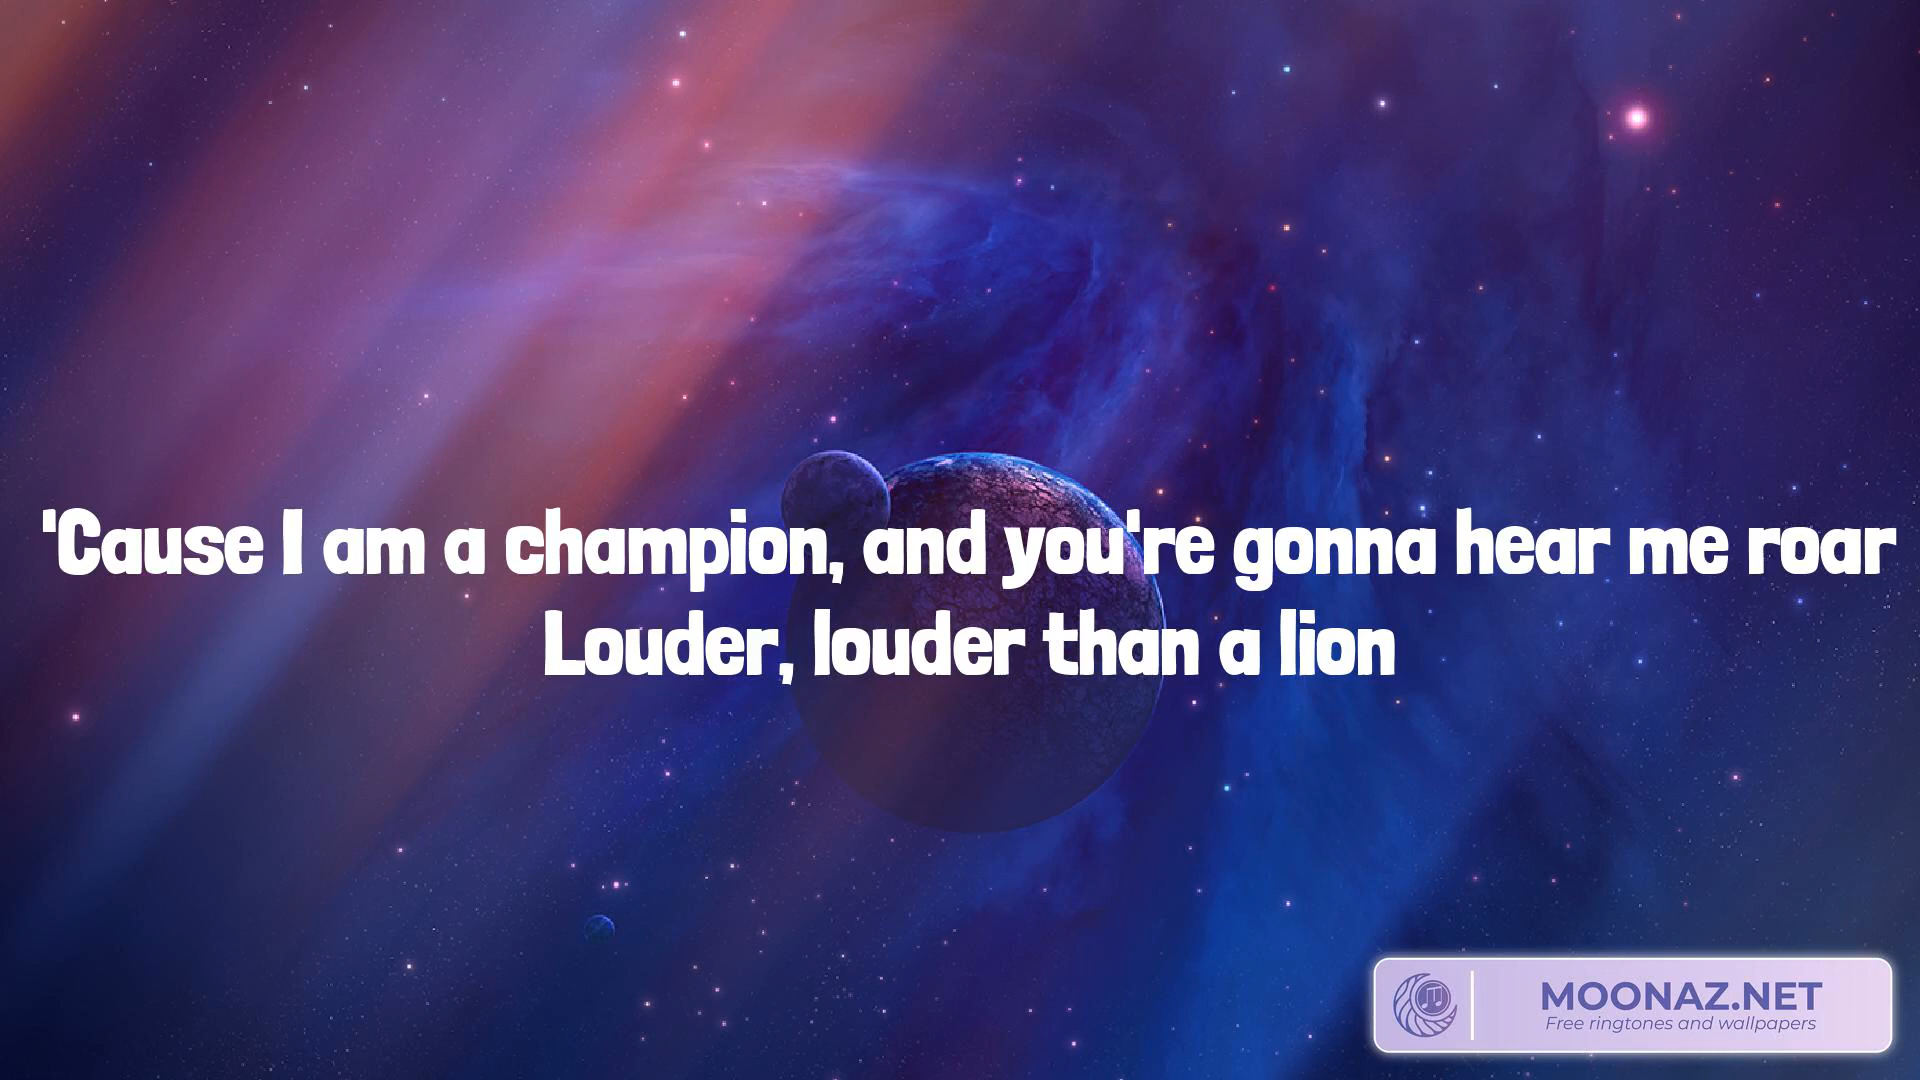 'Cause I am a champion, and you're gonna hear me roar
Louder, louder than a lion
MOONAZ.NET
Free ringtones and wallpapers